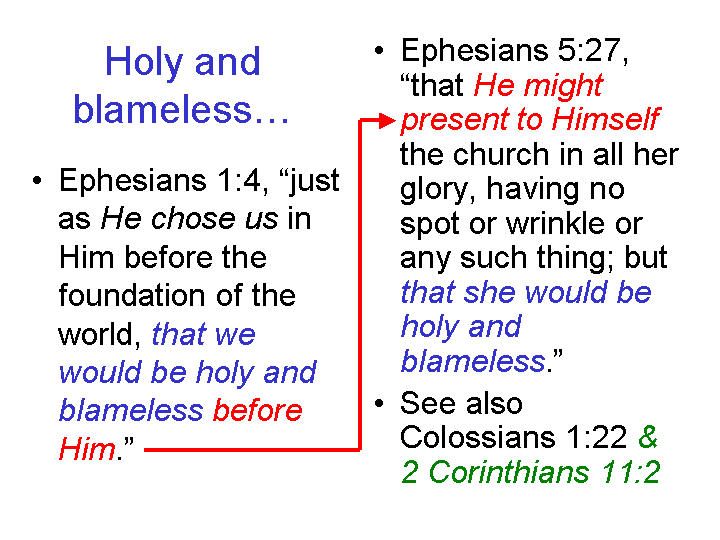 Holy and
blameless…
• Ephesians 1:4, “just
as He chose us in
Him before the
foundation of the
world, that we
would be holy and
blameless before
Him.”
• Ephesians 5:27,
“that He might
present to Himself
the church in all her
glory, having no
spot or wrinkle or
any such thing; but
that she would be
holy and
blameless.”
• See also
Colossians 1:22 &
2 Corinthians 11:2